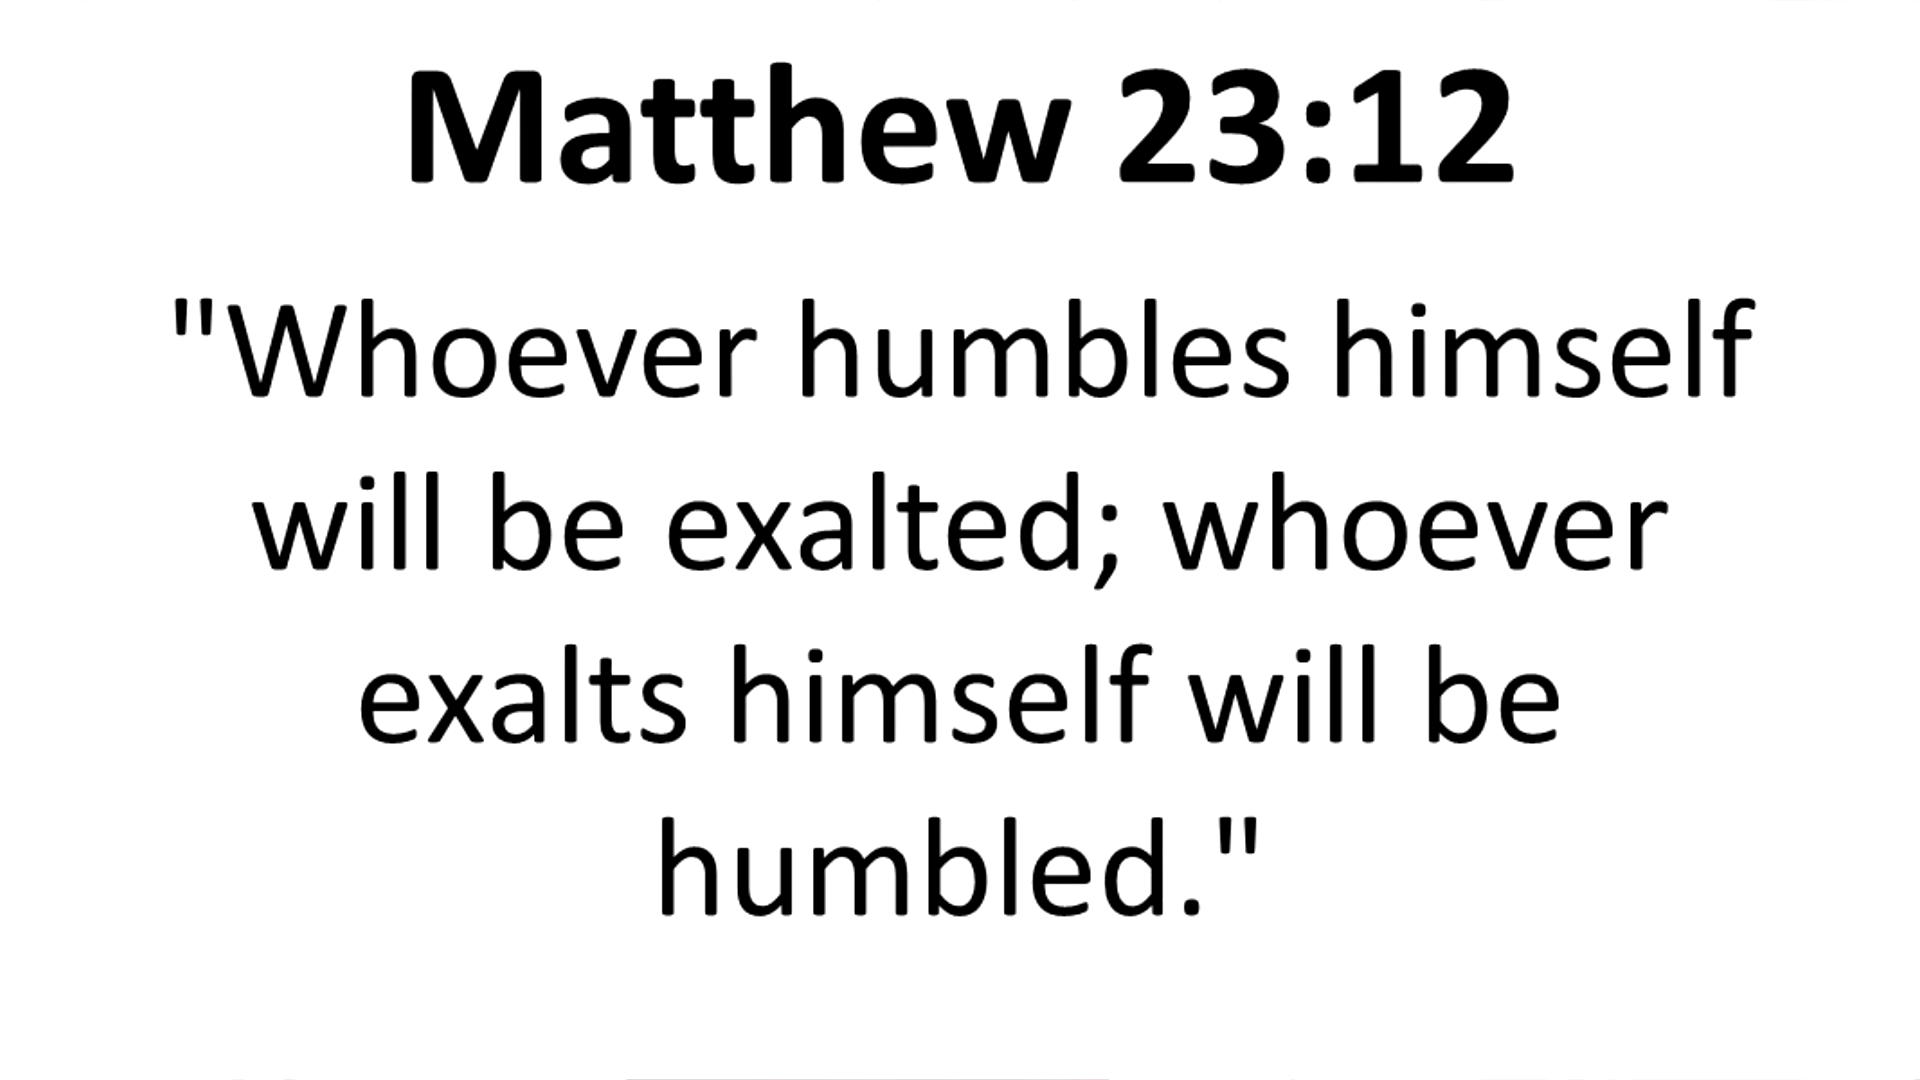 Matthew 23:12
"Whoever humbles himself
will be exalted; whoever
exalts himself will be
humbled."